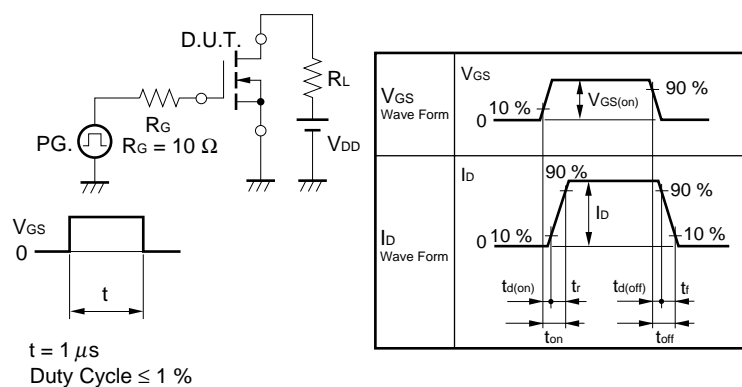 D.U.T.
RL
RG
PG.
RG = 10 Ω
VDD
VGS
0
t
t = 1 μs
Duty Cycle ≤ 1 %
VGS
Wave Form
VGS
10 %
0
VGS(on)
90 %
ID
Wave Form
ID
90 %
90 %
ID
0
10 %
10 %
td(on)
tr
td(off)
tf
ton
toff